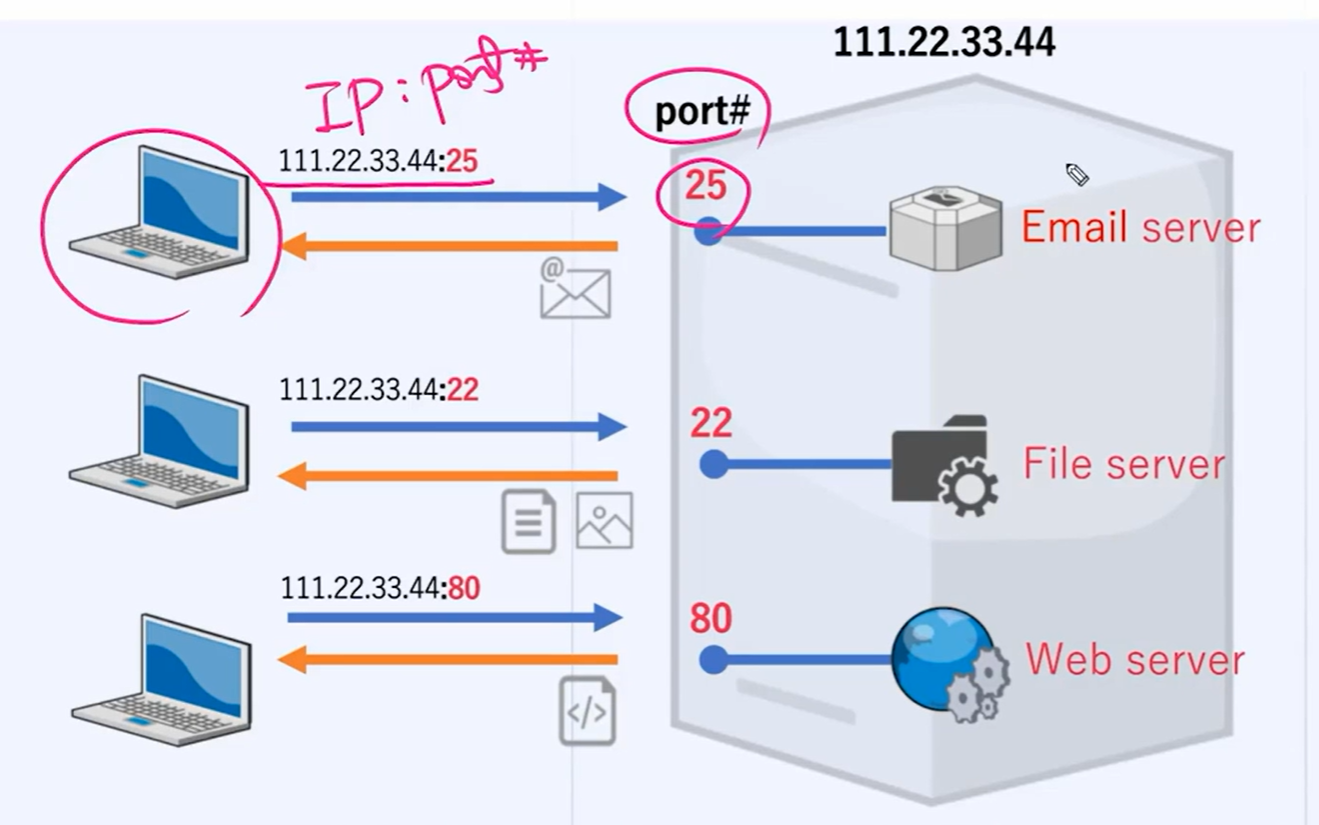 111.22.33.44
IP: port#
port#
111.22.33.44:25
25
Email server
@
111.22.33.44:22
22
File server
111.22.33.44:80
80
Web server
</>